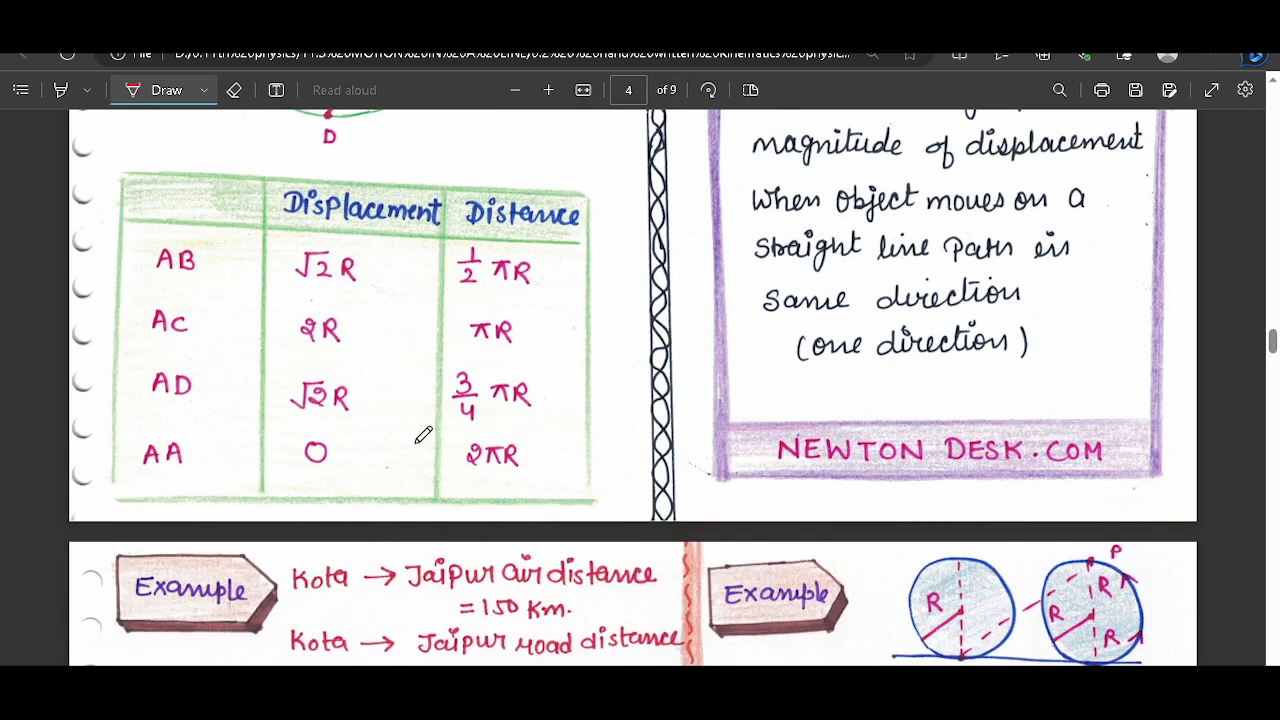 File
Draw
Read aloud
4 of 9
D
Displacement Distance
AB √2 R 1/2 πR
AC 2R πR
AD √2R 3/4 πR
AA 0 2πR
magnitude of displacement
When object moves on a
straight line path in
same direction
(one direction)
NEWTON DESK.COM
Example
Kota → Jaipur air distance
= 150 Km.
Kota → Jaipur road distance
Example
P
R
R
R
R